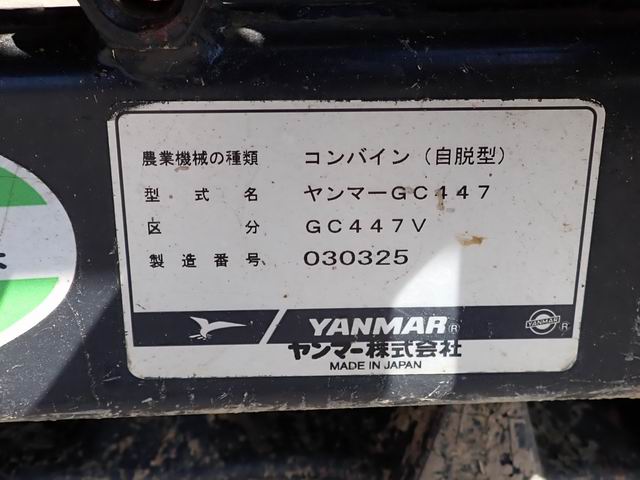 農業機械の種類 コンバイン（自脱型）
型式名 ヤンマーGC447
区分 GC447V
製造番号 030325
YANMAR®
YANMAR ®
ヤンマー株式会社
MADE IN JAPAN